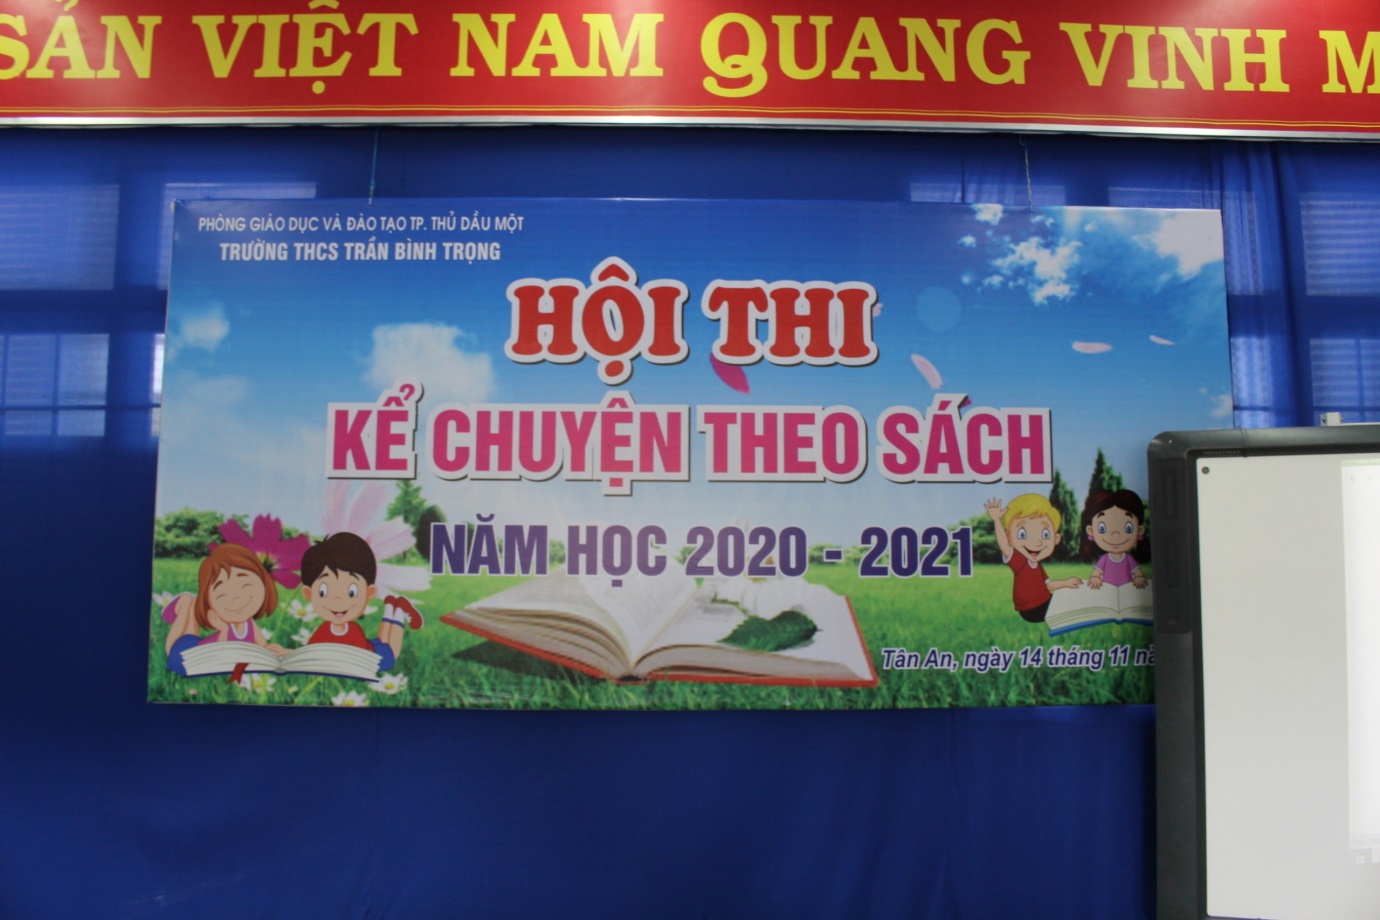 SẢN VIỆT NAM QUANG VINH M
PHÒNG GIÁO DỤC VÀ ĐÀO TẠO TP. THỦ DẦU MỘT
TRƯỜNG THCS TRẦN BÌNH TRỌNG
HỘI THI
KỂ CHUYỆN THEO SÁCH
NĂM HỌC 2020 - 2021
Tân An, ngày 14 tháng 11 nă